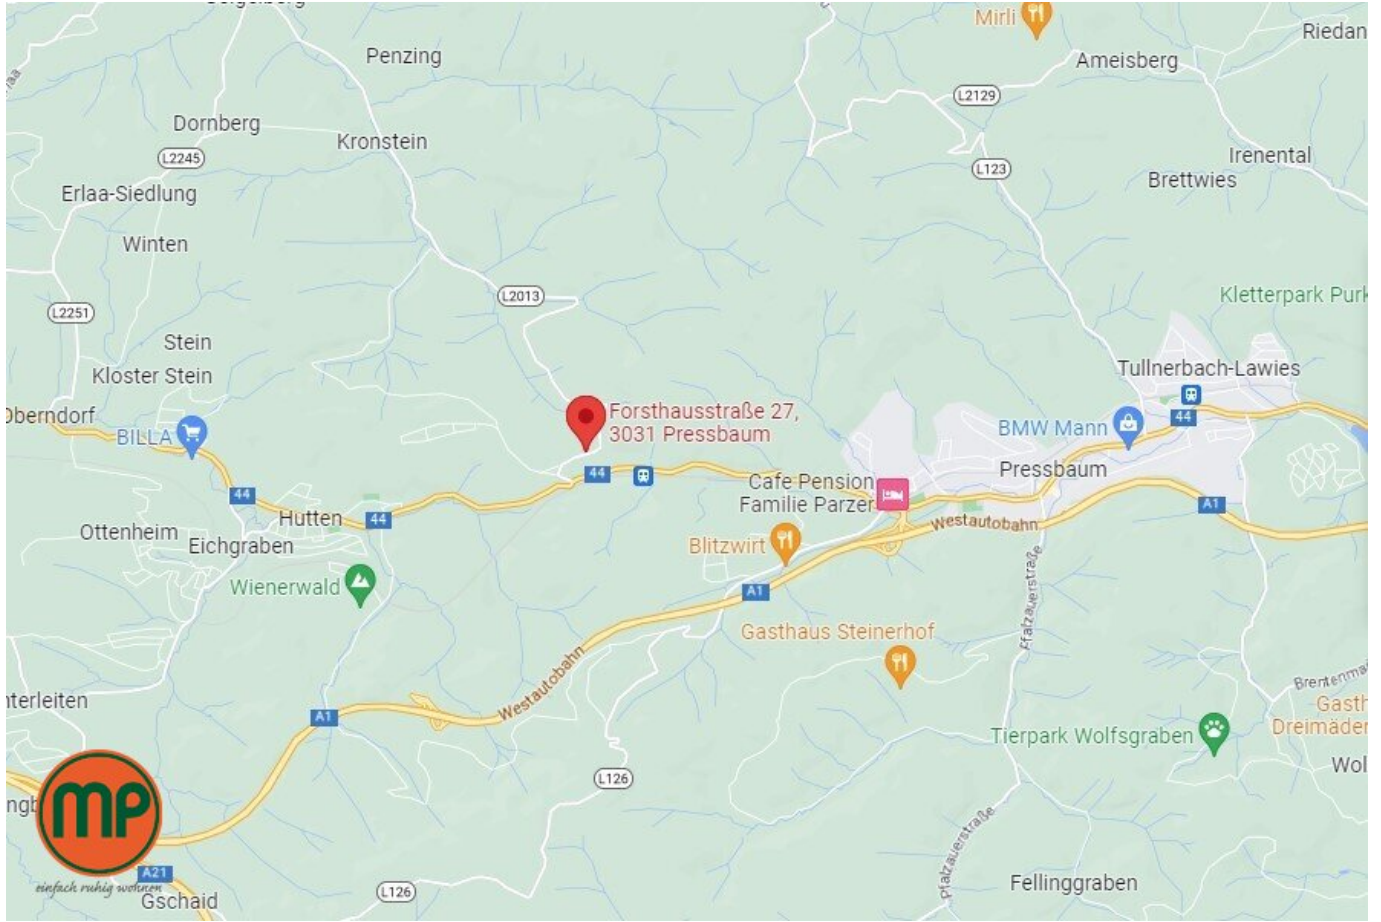 Penzing
Mirli
Riedan
Ameisberg
L2129
Dornberg
Kronstein
L2245
L123
Irenental
Brettwies
Erlaa-Siedlung
Winten
L2013
Kletterpark Purk
L2251
Stein
Kloster Stein
Tullnerbach-Lawies
Oberndorf
BILLA
Forsthausstraße 27,
3031 Pressbaum
44
BMW Mann
Pressbaum
44
44
Cafe Pension
Familie Parzer
A1
Hutten
44
Westautobahn
Ottenheim
Eichgraben
Blitzwirt
Wienerwald
A1
Pfalzauerstraße
Gasthaus Steinerhof
Westautobahn
nterleiten
A1
Brentenma
Gasth
Dreimäder
Tierpark Wolfsgraben
Wol
L126
ngb
MP
einfach ruhig wohnen
A21
Gschaid
L126
Pfalzauerstraße
Fellinggraben